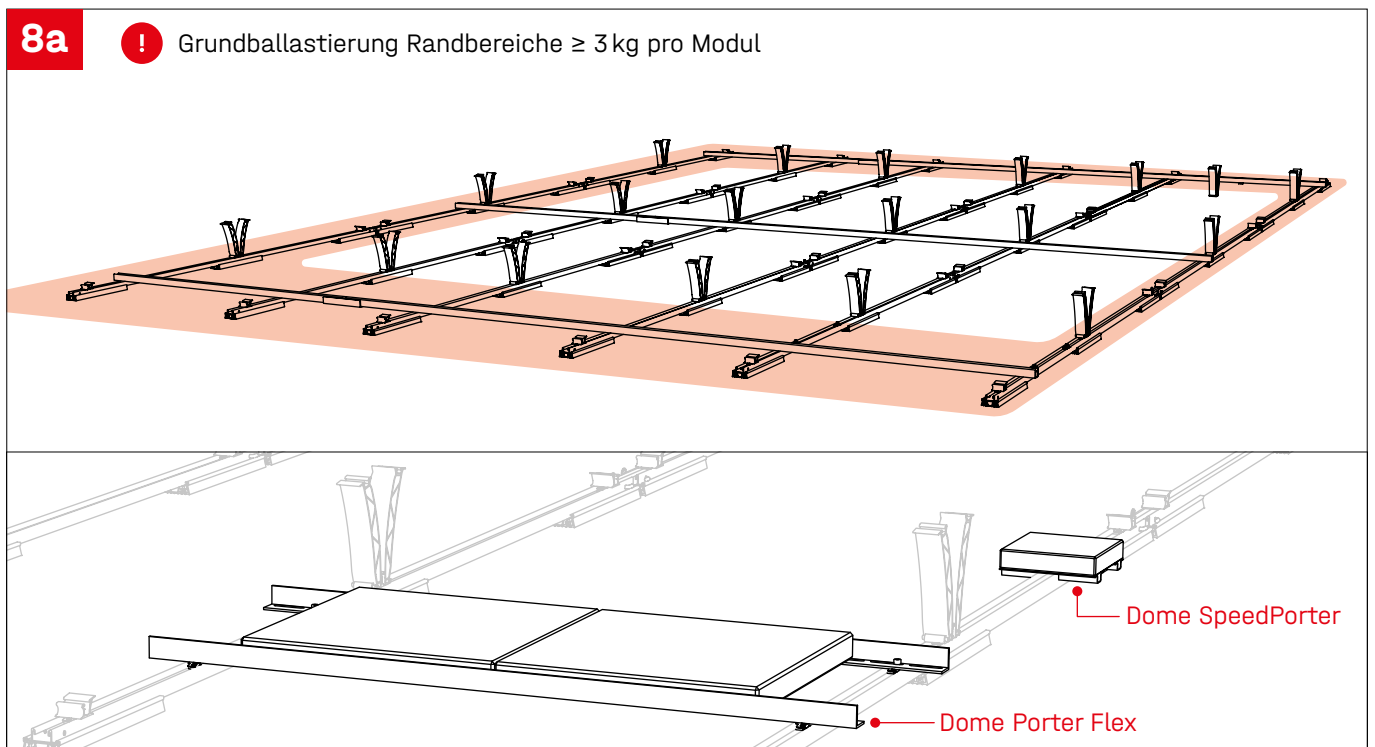 8a
! Grundballastierung Randbereiche ≥ 3 kg pro Modul
Dome SpeedPorter
Dome Porter Flex